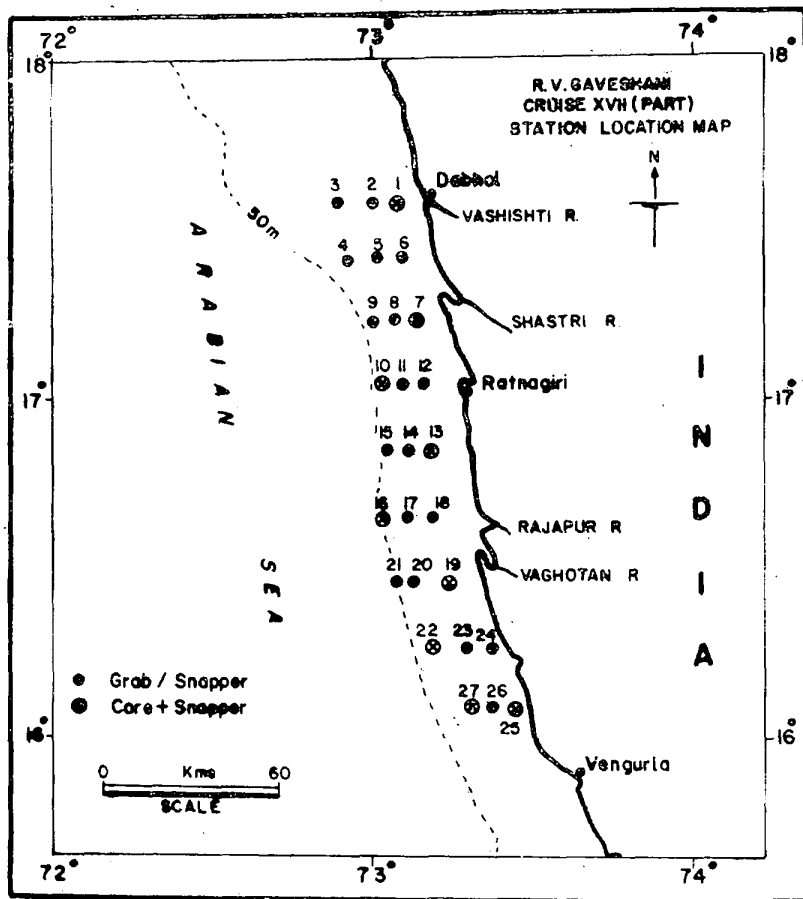 72° 73° 74°
18° 18°
R.V. GAVESHANI
CRUISE XVII (PART)
STATION LOCATION MAP
N
Dabhol
3 2 1
VASHISHTI R.
50m
4 5 6
9 8 7
SHASTRI R.
10 11 12
17° Ratnagiri 17°
15 14 13
16 17 18
RAJAPUR R
21 20 19
VAGHOTAN R
22 23 24
27 26
25
ARABIAN
SEA
INDIA
Grab / Snapper
Core + Snapper
16° 16°
0 Kms 60
SCALE
Vengurla
72° 73° 74°